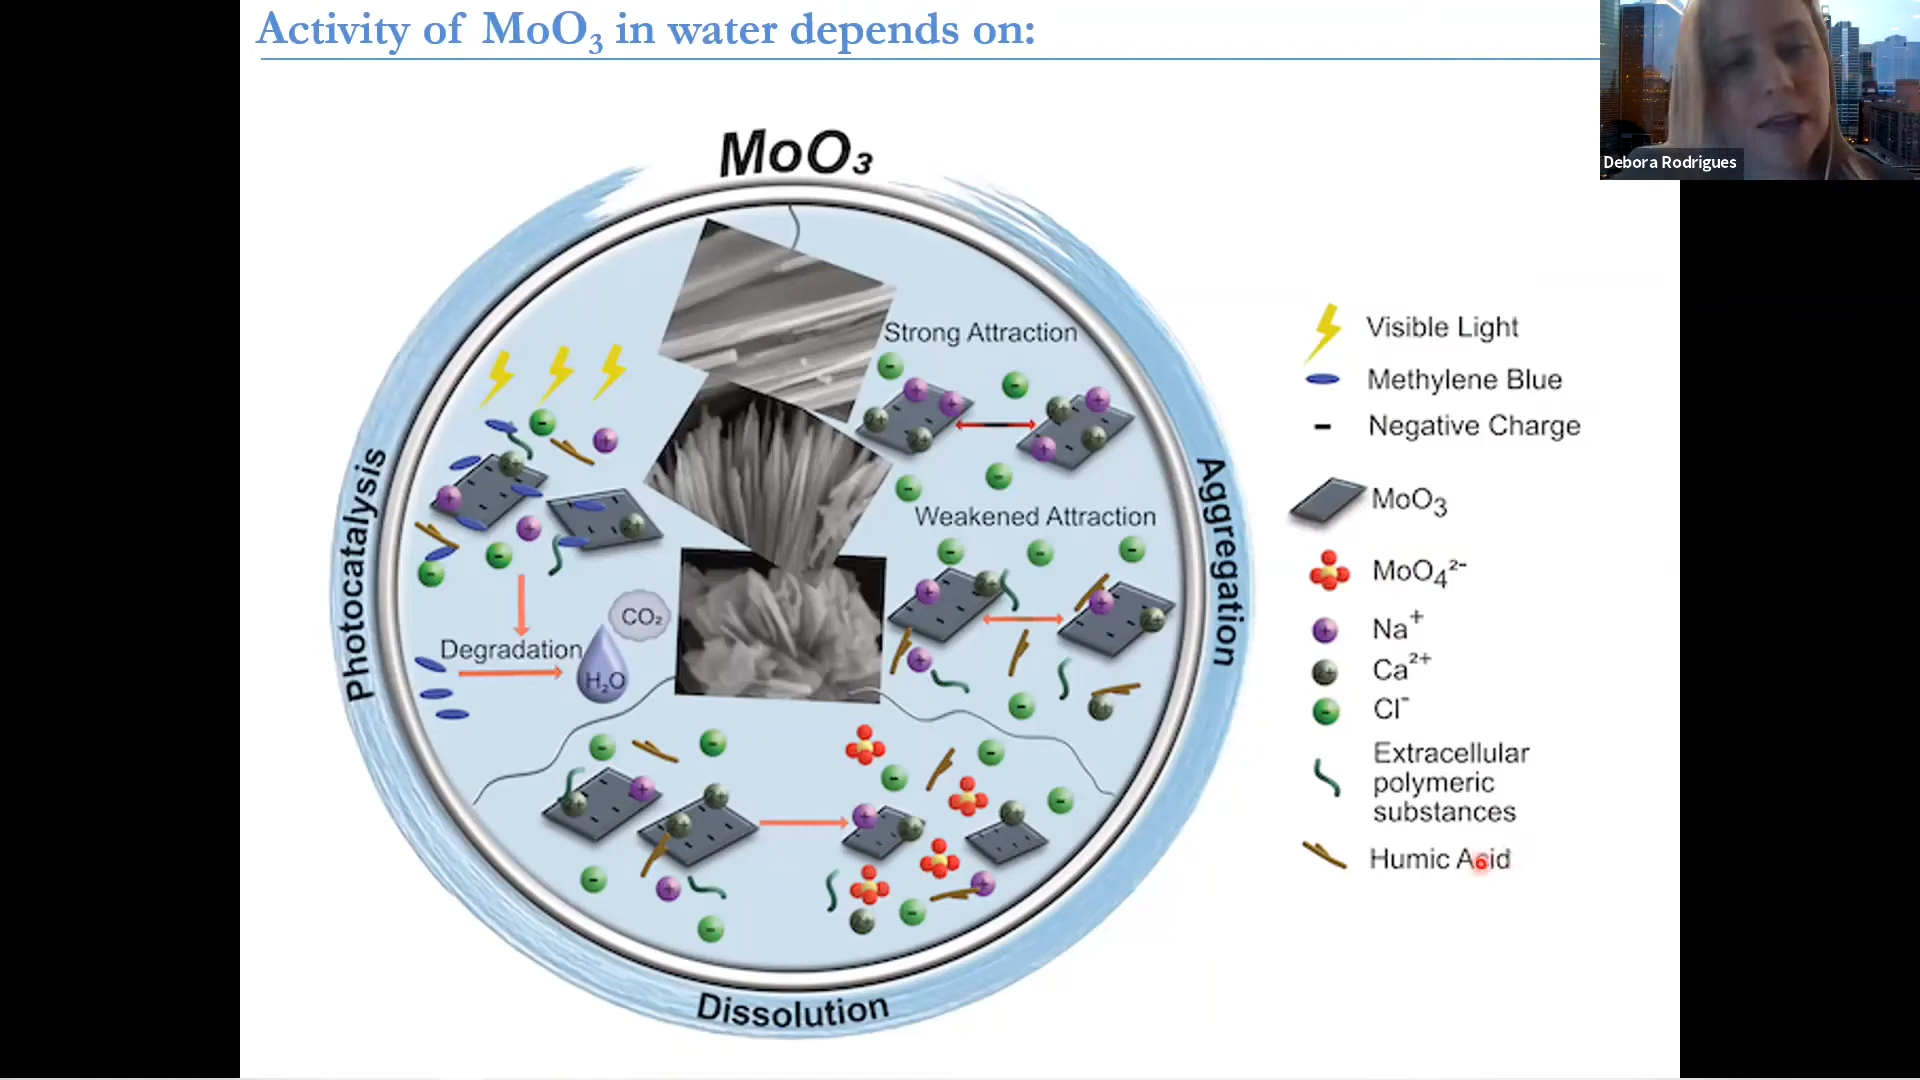 Activity of MoO₃ in water depends on:
Debora Rodrigues
MoO₃
Strong Attraction
Weakened Attraction
Photocatalysis
Aggregation
Degradation
CO₂
H₂O
Dissolution
Visible Light
Methylene Blue
Negative Charge
MoO₃
MoO₄²⁻
Na⁺
Ca²⁺
Cl⁻
Extracellular
polymeric
substances
Humic Acid